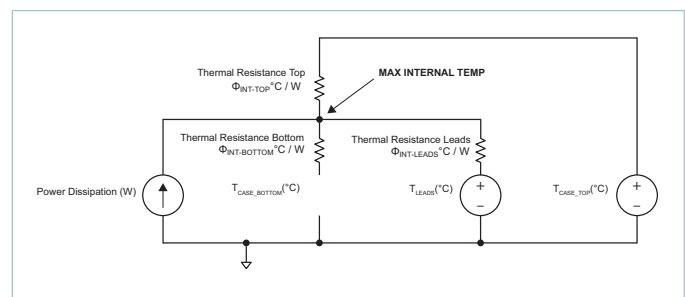 Thermal Resistance Top
Φ_INT-TOP°C / W
MAX INTERNAL TEMP
Thermal Resistance Bottom
Φ_INT-BOTTOM°C / W
Thermal Resistance Leads
Φ_INT-LEADS°C / W
Power Dissipation (W)
T_CASE_BOTTOM(°C)
T_LEADS(°C)
+
–
T_CASE_TOP(°C)
+
–